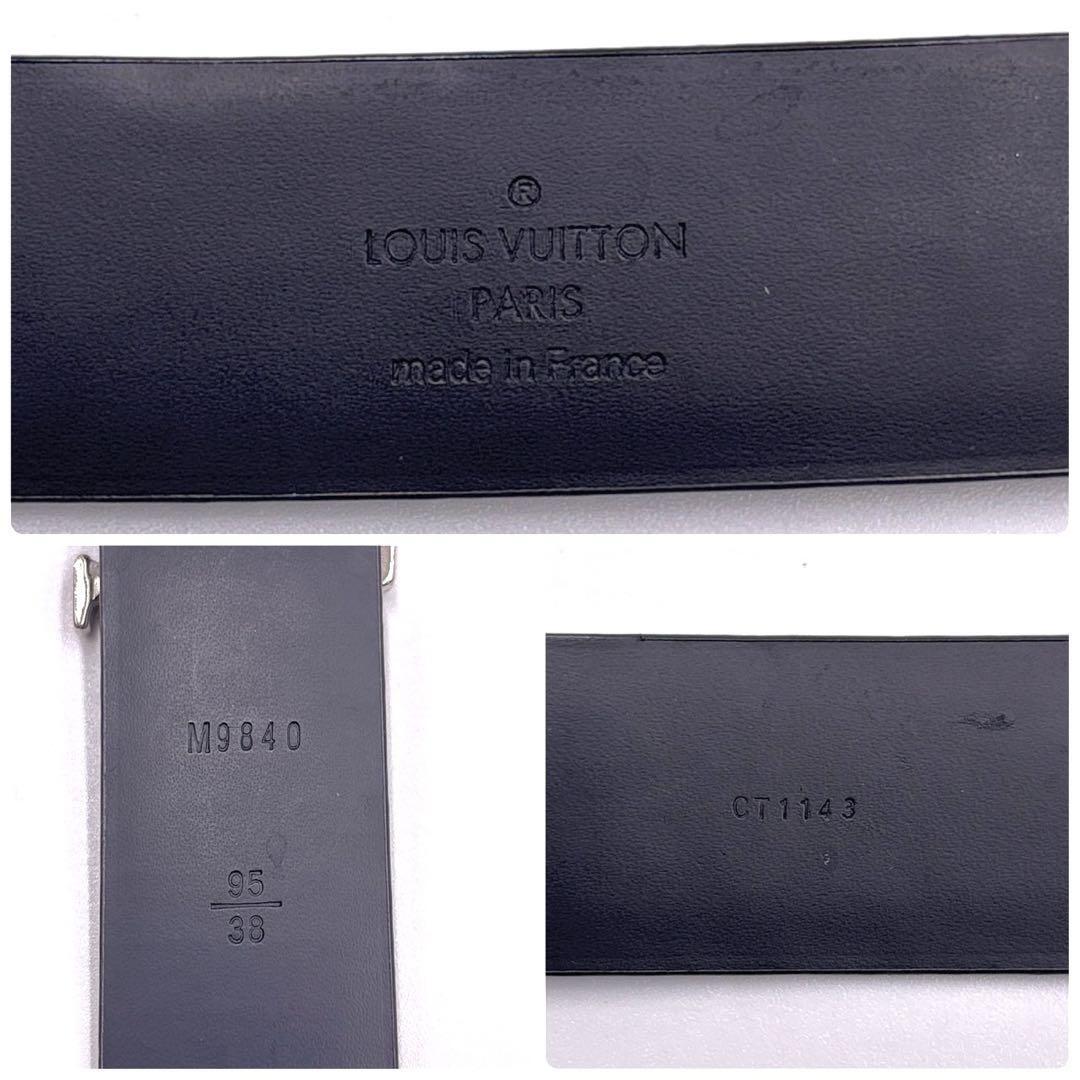 ®
LOUIS VUITTON
PARIS
made in France
M9840
95
38
CT1143